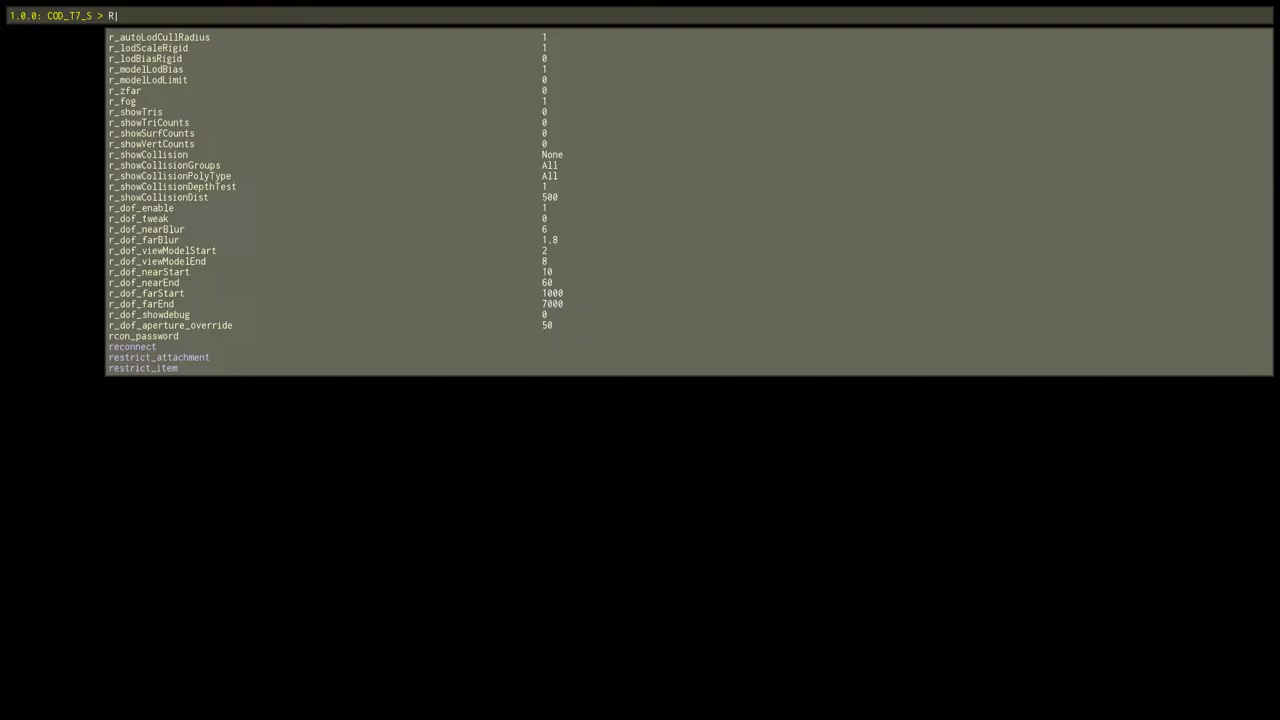 1.0.0: COD_T7_S > R|
r_autoLodCullRadius 1
r_lodScaleRigid 1
r_lodBiasRigid 0
r_modelLodBias 1
r_modelLodLimit 0
r_zfar 0
r_fog 1
r_showTris 0
r_showTriCounts 0
r_showSurfCounts 0
r_showVertCounts 0
r_showCollision None
r_showCollisionGroups All
r_showCollisionPolyType All
r_showCollisionDepthTest 1
r_showCollisionDist 500
r_dof_enable 1
r_dof_tweak 0
r_dof_nearBlur 6
r_dof_farBlur 1.8
r_dof_viewModelStart 2
r_dof_viewModelEnd 8
r_dof_nearStart 10
r_dof_nearEnd 60
r_dof_farStart 1000
r_dof_farEnd 7000
r_dof_showdebug 0
r_dof_aperture_override 50
rcon_password
reconnect
restrict_attachment
restrict_item